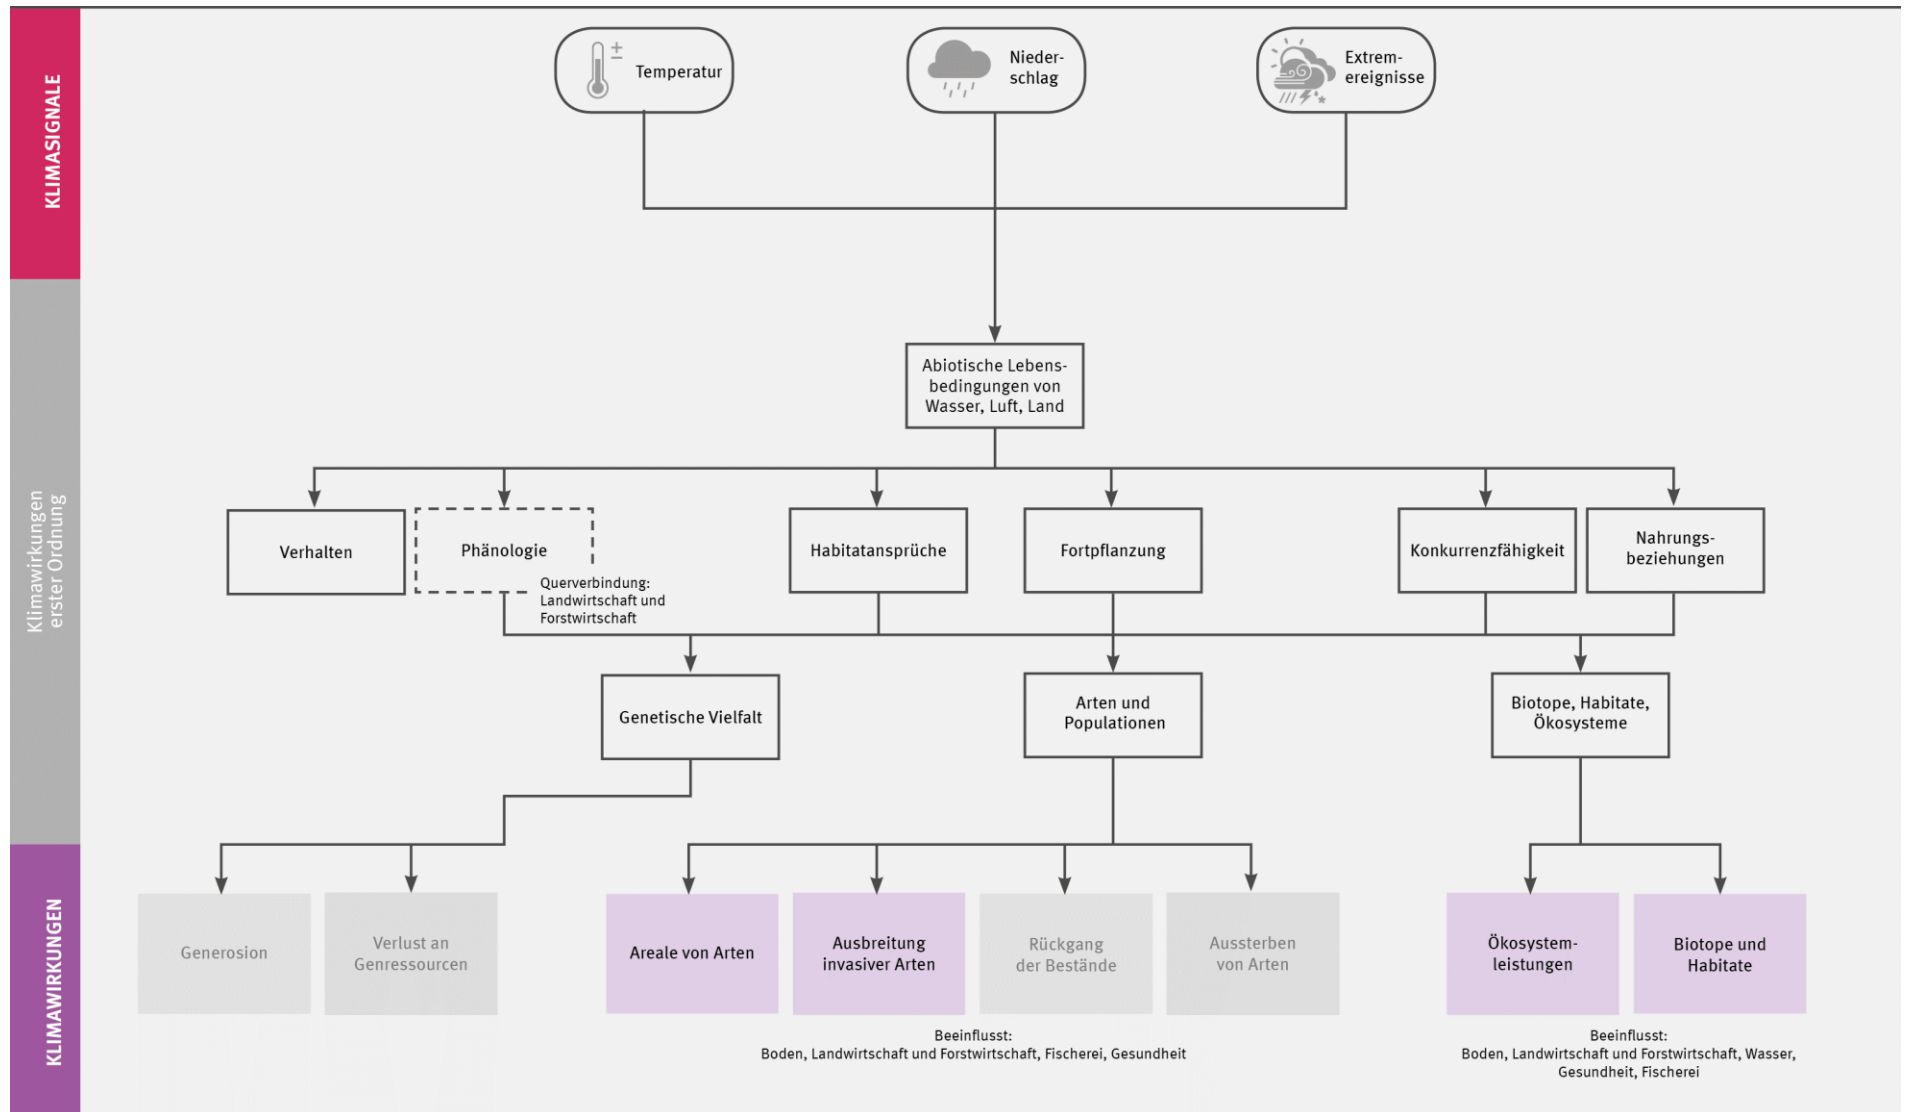 KLIMASIGNALE
Temperatur
Nieder-
schlag
Extrem-
ereignisse
Klimawirkungen
erster Ordnung
Abiotische Lebens-
bedingungen von
Wasser, Luft, Land
Verhalten
Phänologie
Querverbindung:
Landwirtschaft und
Forstwirtschaft
Habitatansprüche
Fortpflanzung
Konkurrenzfähigkeit
Nahrungs-
beziehungen
Genetische Vielfalt
Arten und
Populationen
Biotope, Habitate,
Ökosysteme
KLIMAWIRKUNGEN
Generosion
Verlust an
Genressourcen
Areale von Arten
Ausbreitung
invasiver Arten
Rückgang
der Bestände
Aussterben
von Arten
Ökosystem-
leistungen
Biotope und
Habitate
Beeinflusst:
Boden, Landwirtschaft und Forstwirtschaft, Fischerei, Gesundheit
Beeinflusst:
Boden, Landwirtschaft und Forstwirtschaft, Wasser,
Gesundheit, Fischerei